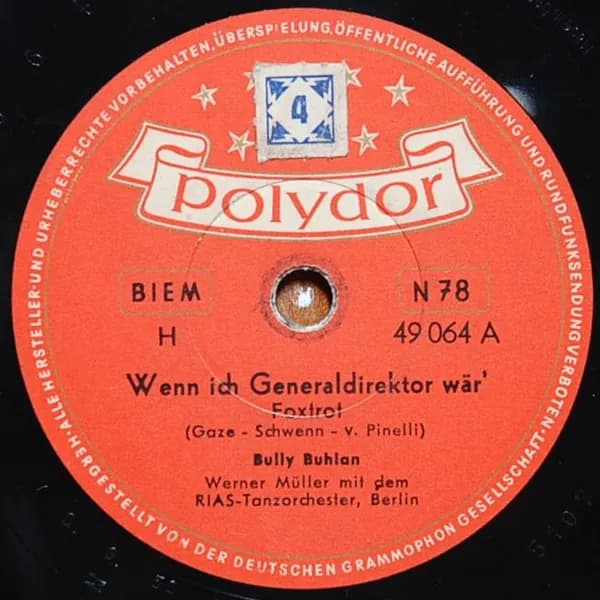 ALLE HERSTELLER- UND URHEBERRECHTE VORBEHALTEN, ÜBERSPIELUNG, ÖFFENTLICHE AUFFÜHRUNG UND RUNDFUNKSENDUNG VERBOTEN ·
4
polydor
BIEM
N 78
H
49 064 A
Wenn ich Generaldirektor wär'
Foxtrot
(Gaze - Schwenn - v. Pinelli)
Bully Buhlan
Werner Müller mit dem
RIAS-Tanzorchester, Berlin
HERGESTELLT VON DER DEUTSCHEN GRAMMOPHON GESELLSCHAFT ·